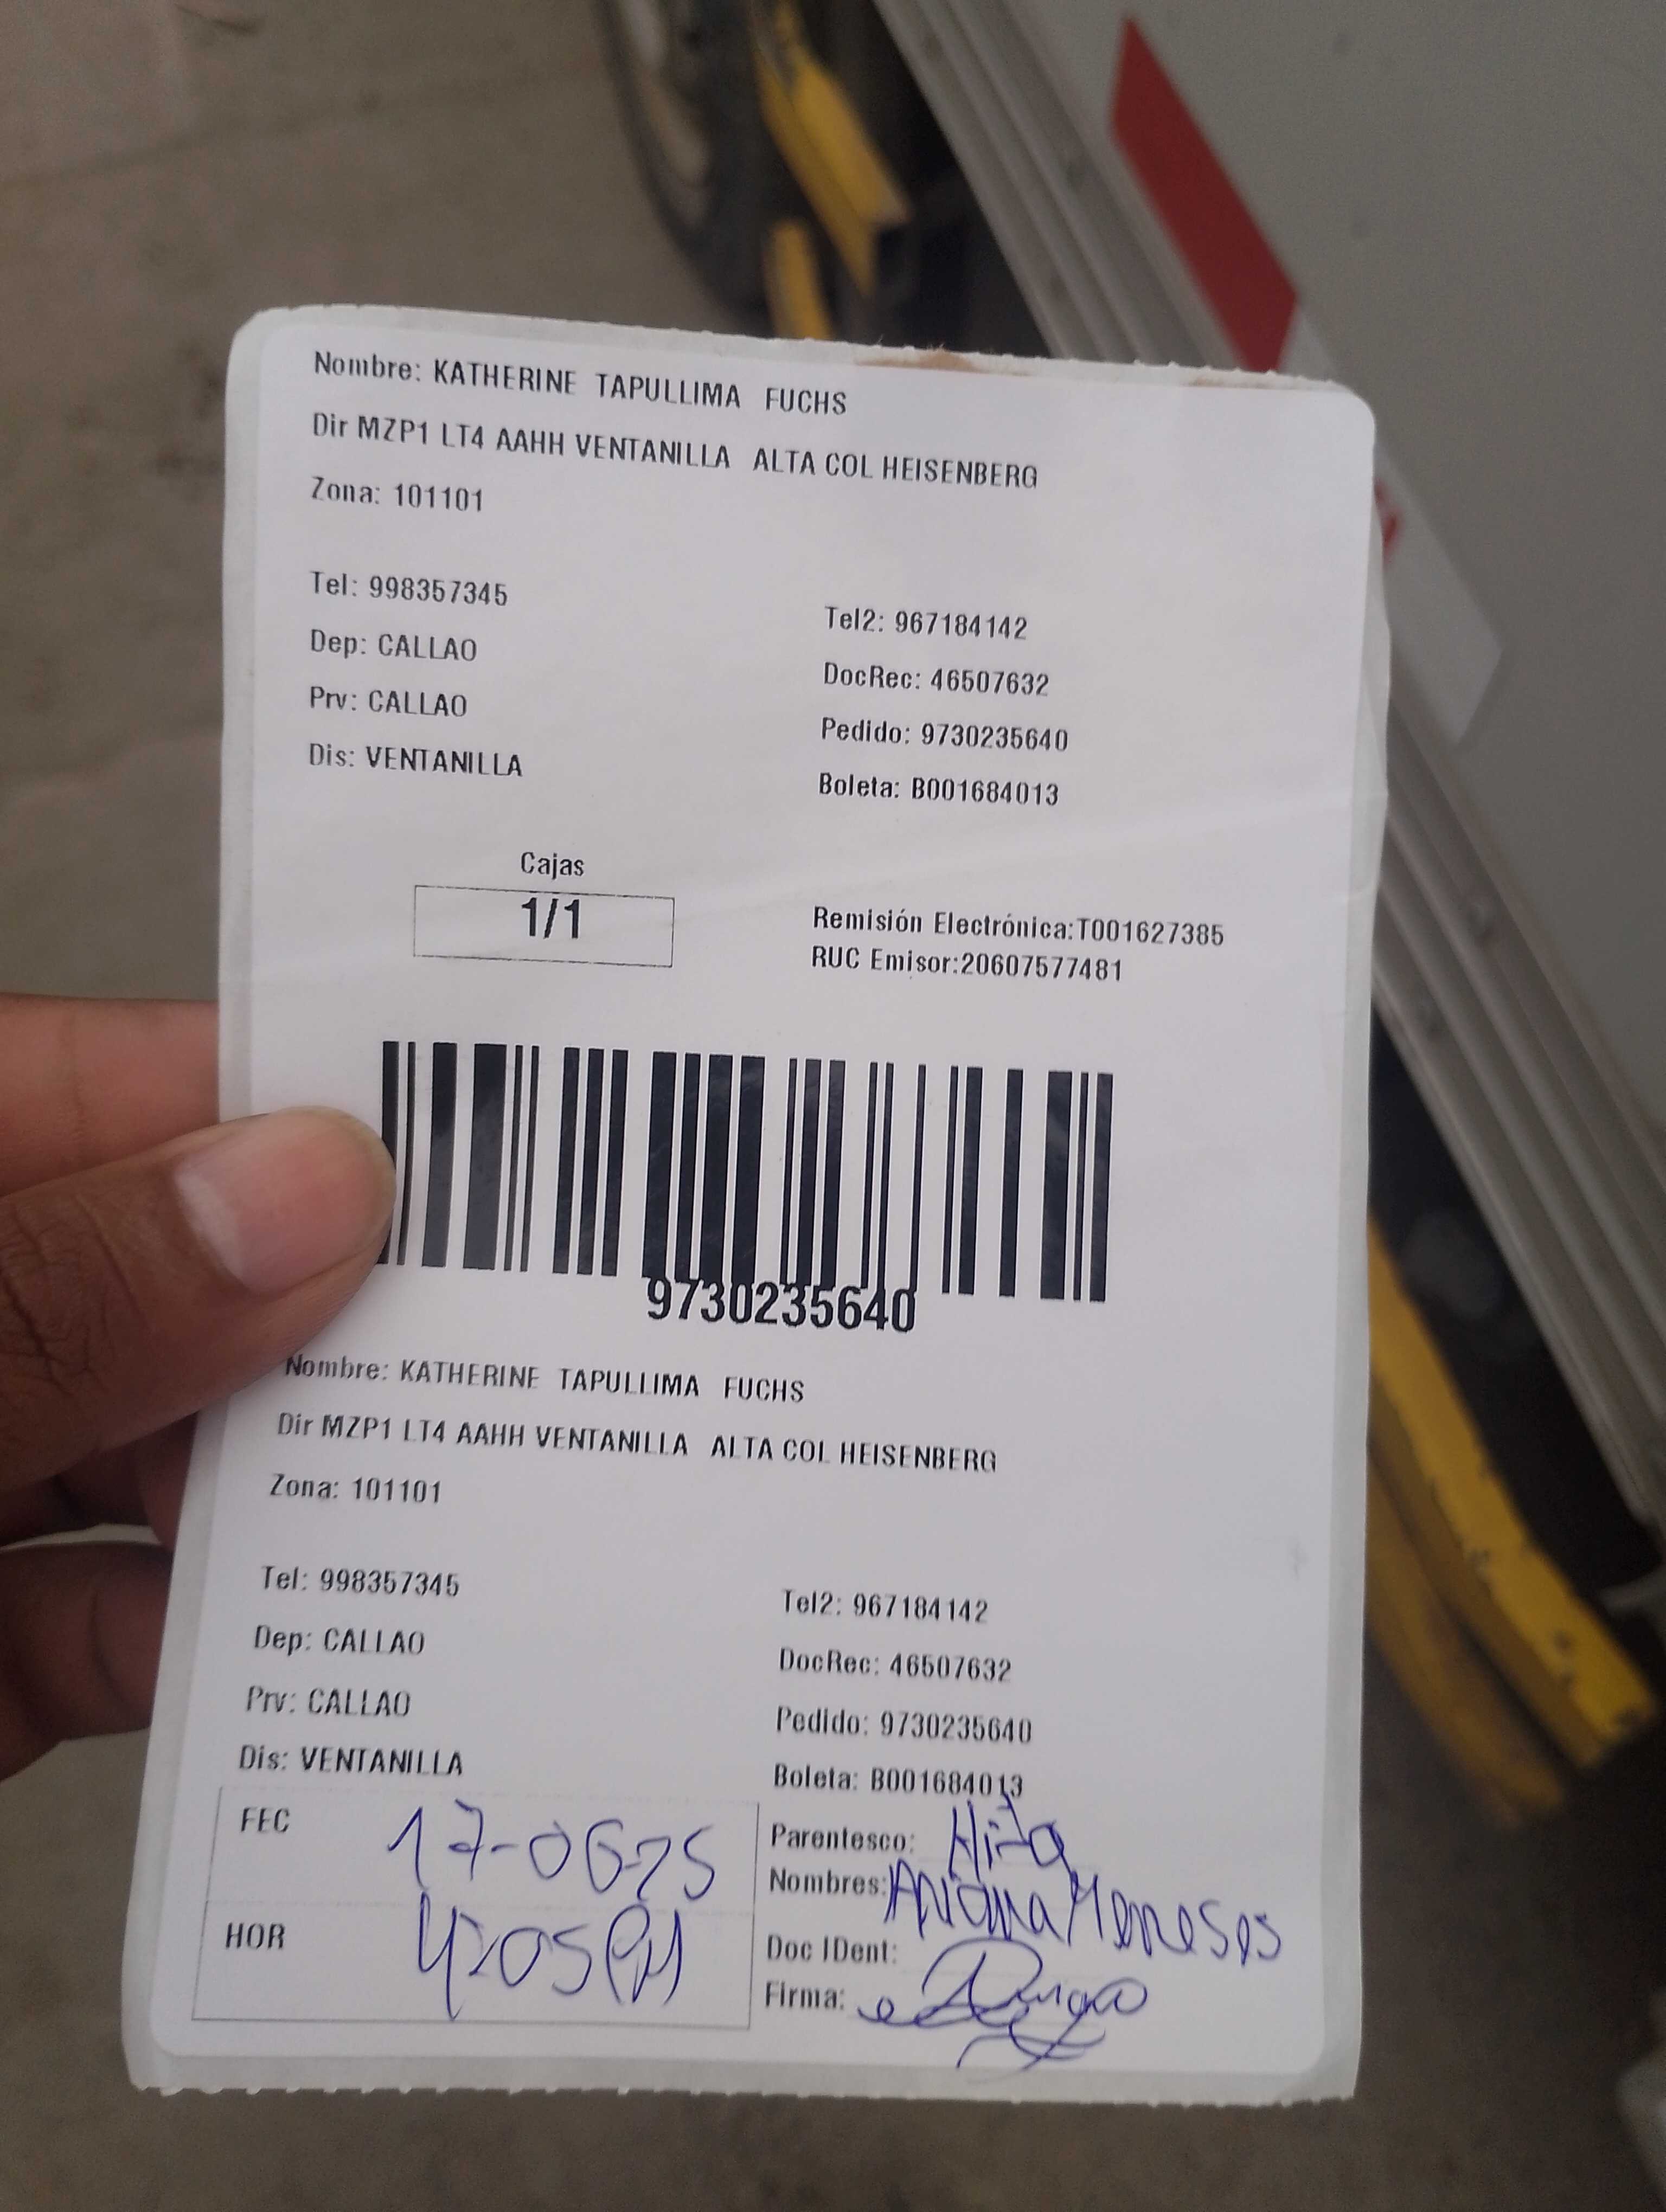 Nombre: KATHERINE TAPULLIMA FUCHS
Dir MZP1 LT4 AAHH VENTANILLA ALTA COL HEISENBERG
Zona: 101101
Tel: 998357345
Tel2: 967184142
Dep: CALLAO
DocRec: 46507632
Prv: CALLAO
Pedido: 9730235640
Dis: VENTANILLA
Boleta: B001684013
Cajas
1/1
Remisión Electrónica:T001627385
RUC Emisor:20607577481
9730235640
Nombre: KATHERINE TAPULLIMA FUCHS
Dir MZP1 LT4 AAHH VENTANILLA ALTA COL HEISENBERG
Zona: 101101
Tel: 998357345
Tel2: 967184142
Dep: CALLAO
DocRec: 46507632
Prv: CALLAO
Pedido: 9730235640
Dis: VENTANILLA
Boleta: B001684013
FEC 17-06-25
Parentesco: Hija
Nombres: Meneses
HOR 4:05 PM
Doc IDent:
Firma: